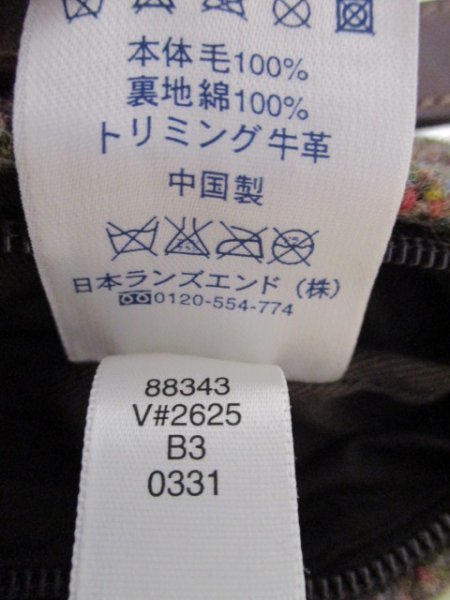 本体毛100%
裏地綿100%
トリミング牛革
中国製
日本ランズエンド(株)
0120-554-774
88343
V#2625
B3
0331